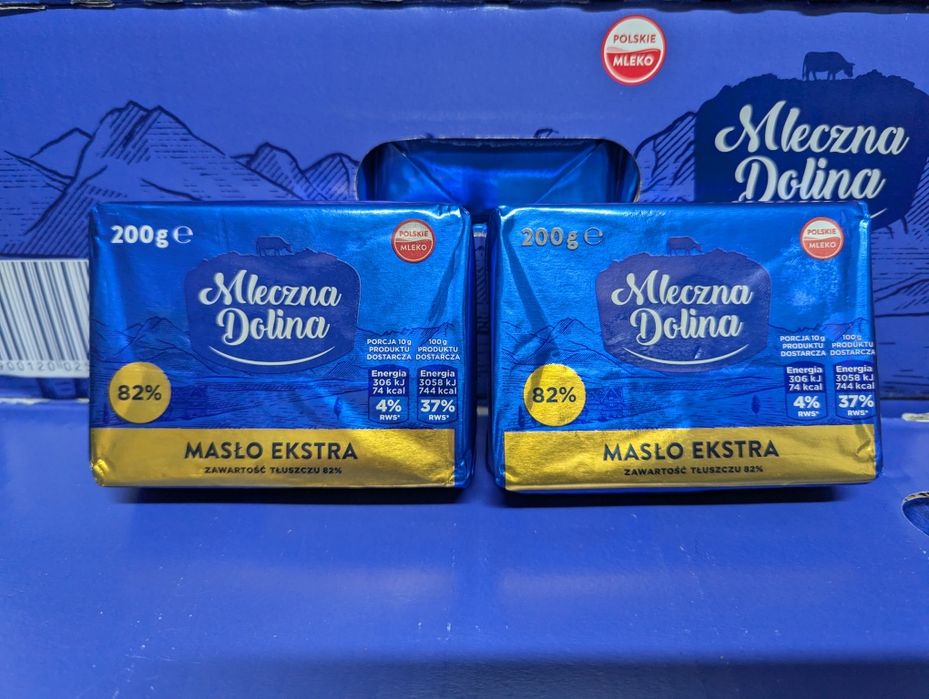 POLSKIE
MLEKO
Mleczna
Dolina
200g e
POLSKIE
MLEKO
Mleczna
Dolina
PORCJA 10g
PRODUKTU
DOSTARCZA
100g
PRODUKTU
DOSTARCZA
Energia
306 kJ
74 kcal
4%
RWS*
Energia
3058 kJ
744 kcal
37%
RWS*
82%
MASŁO EKSTRA
ZAWARTOŚĆ TŁUSZCZU 82%
200g e
POLSKIE
MLEKO
Mleczna
Dolina
PORCJA 10g
PRODUKTU
DOSTARCZA
100g
PRODUKTU
DOSTARCZA
Energia
306 kJ
74 kcal
4%
RWS*
Energia
3058 kJ
744 kcal
37%
RWS*
82%
MASŁO EKSTRA
ZAWARTOŚĆ TŁUSZCZU 82%